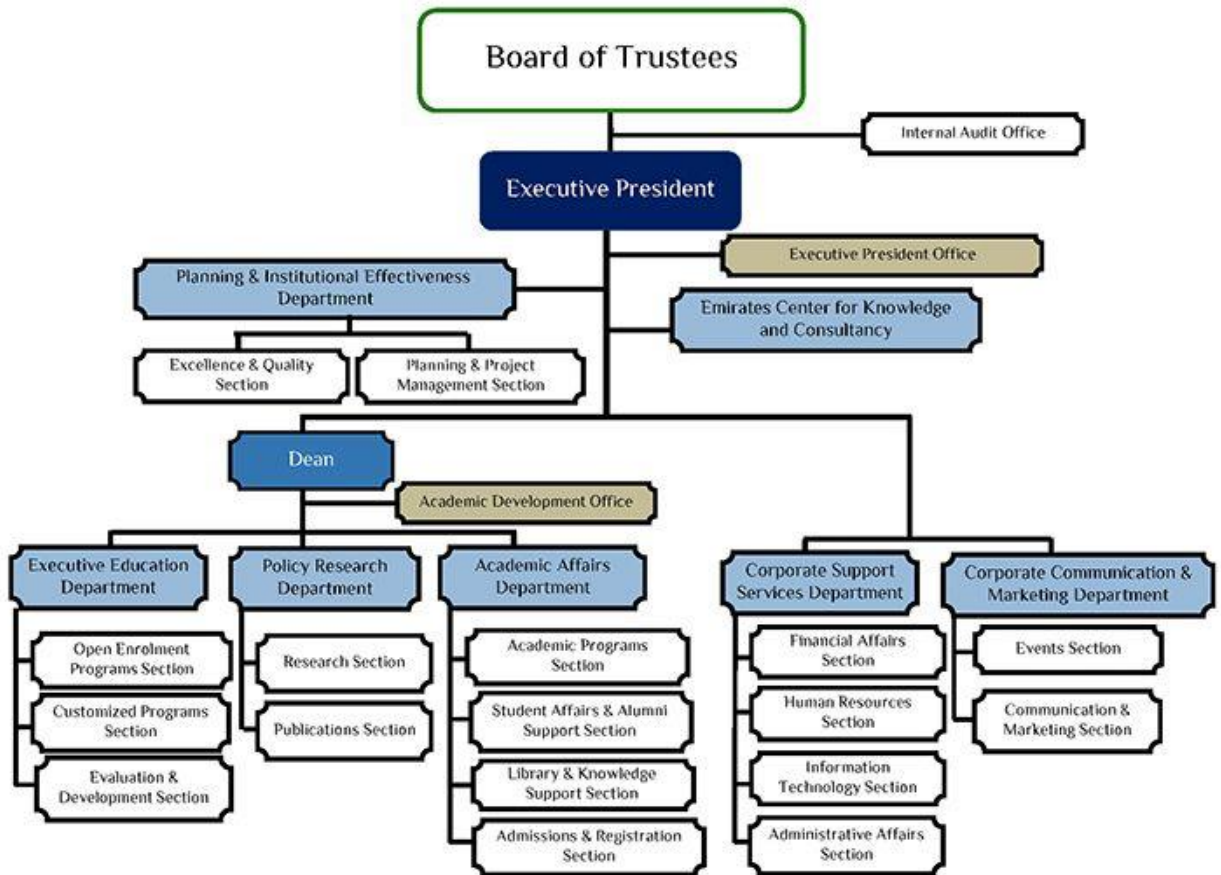 Board of Trustees
Internal Audit Office
Executive President
Executive President Office
Planning & Institutional Effectiveness
Department
Emirates Center for Knowledge
and Consultancy
Excellence & Quality
Section
Planning & Project
Management Section
Dean
Academic Development Office
Executive Education
Department
Open Enrolment
Programs Section
Customized Programs
Section
Evaluation &
Development Section
Policy Research
Department
Research Section
Publications Section
Academic Affairs
Department
Academic Programs
Section
Student Affairs & Alumni
Support Section
Library & Knowledge
Support Section
Admissions & Registration
Section
Corporate Support
Services Department
Financial Affairs
Section
Human Resources
Section
Information
Technology Section
Administrative Affairs
Section
Corporate Communication &
Marketing Department
Events Section
Communication &
Marketing Section